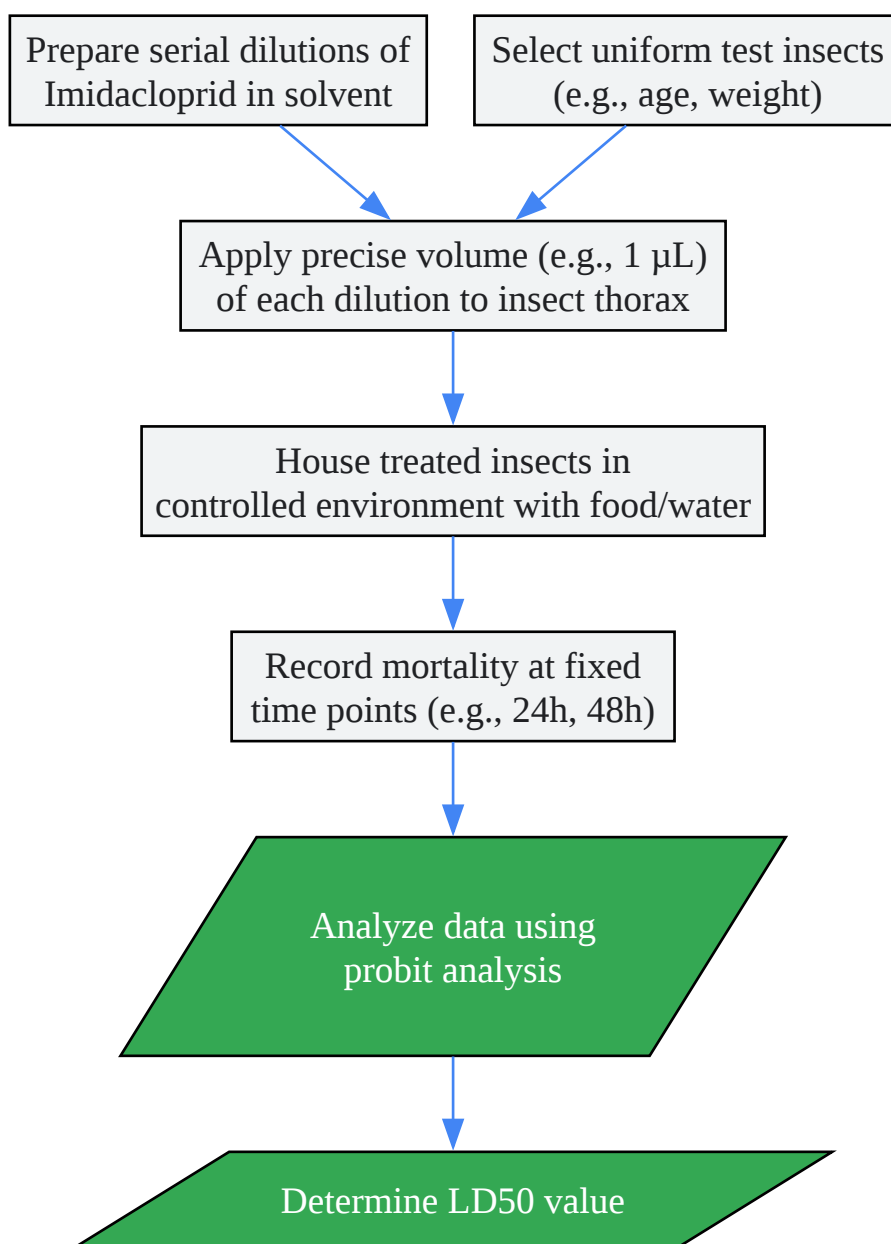 Prepare serial dilutions of
Imidacloprid in solvent
Select uniform test insects
(e.g., age, weight)
Apply precise volume (e.g., 1 µL)
of each dilution to insect thorax
House treated insects in
controlled environment with food/water
Record mortality at fixed
time points (e.g., 24h, 48h)
Analyze data using
probit analysis
Determine LD50 value